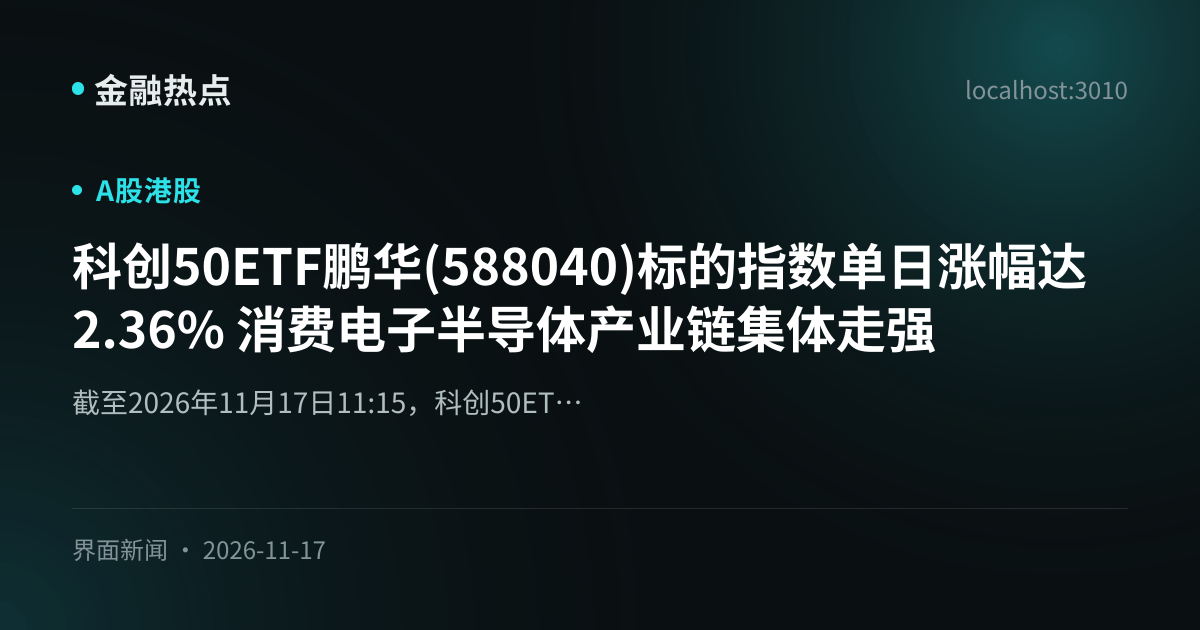 金融热点
localhost:3010
A股港股
科创50ETF鹏华(588040)标的指数单日涨幅达
2.36% 消费电子半导体产业链集体走强
截至2026年11月17日11:15，科创50ET…
界面新闻 • 2026-11-17